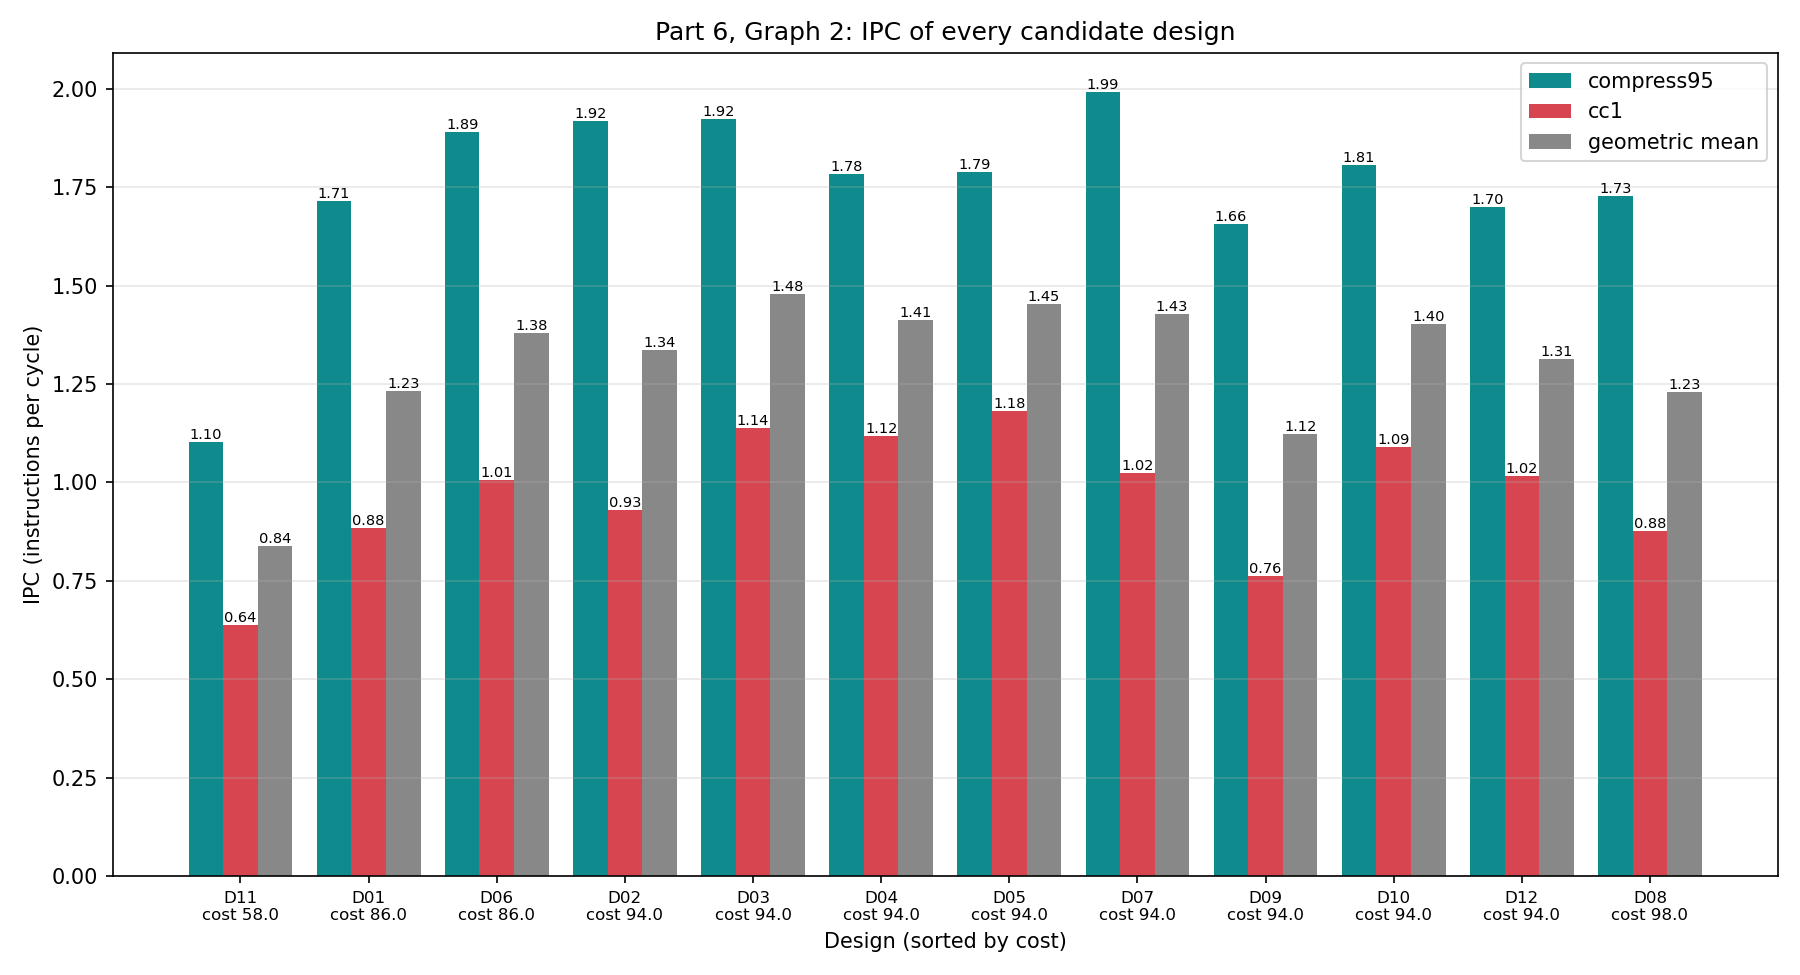 Part 6, Graph 2: IPC of every candidate design
compress95
cc1
geometric mean
IPC (instructions per cycle)
2.00
1.75
1.50
1.25
1.00
0.75
0.50
0.25
0.00
1.10
0.64
0.84
1.71
0.88
1.23
1.89
1.01
1.38
1.92
0.93
1.34
1.92
1.14
1.48
1.78
1.12
1.41
1.79
1.18
1.45
1.99
1.02
1.43
1.66
0.76
1.12
1.81
1.09
1.40
1.70
1.02
1.31
1.73
0.88
1.23
D11
cost 58.0
D01
cost 86.0
D06
cost 86.0
D02
cost 94.0
D03
cost 94.0
D04
cost 94.0
D05
cost 94.0
D07
cost 94.0
D09
cost 94.0
D10
cost 94.0
D12
cost 94.0
D08
cost 98.0
Design (sorted by cost)